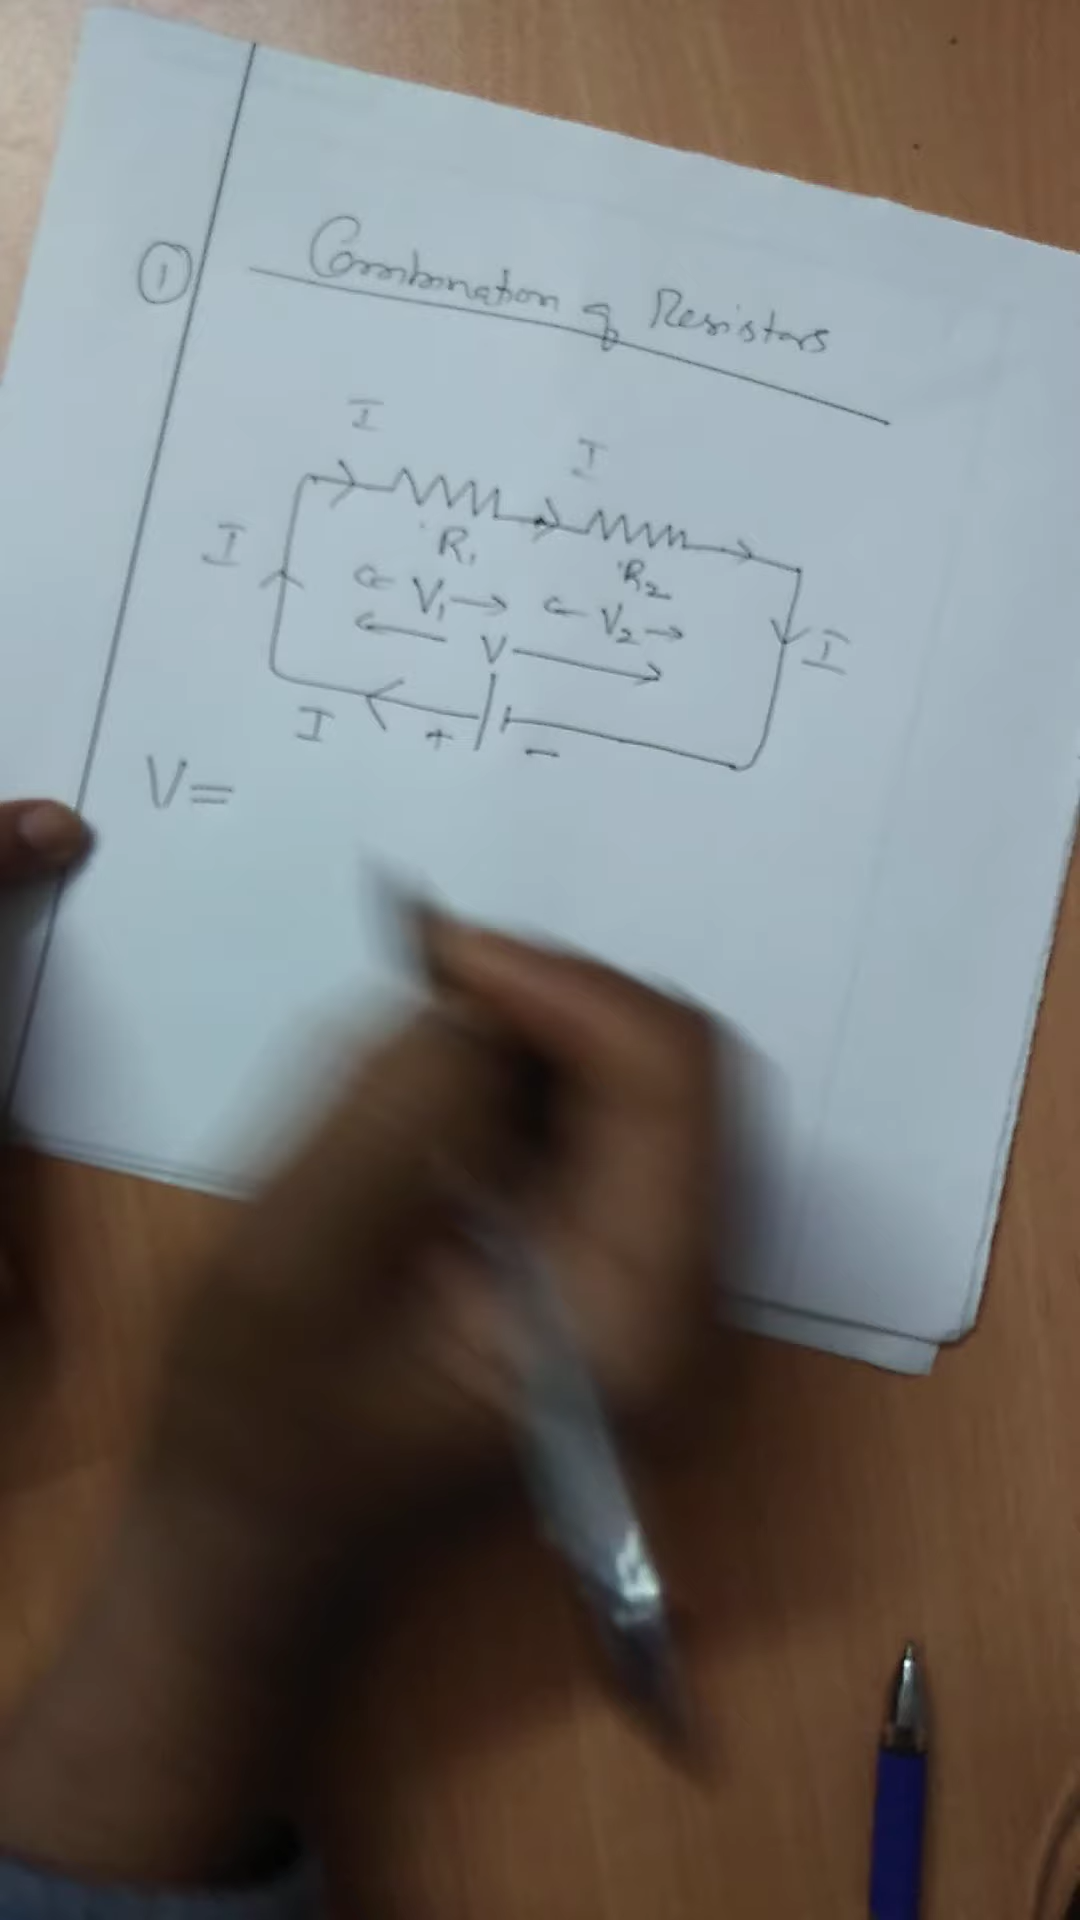 ①
Combination of Resistors
I I
I R₁ R₂
V₁ V₂
V I
I + −
V=